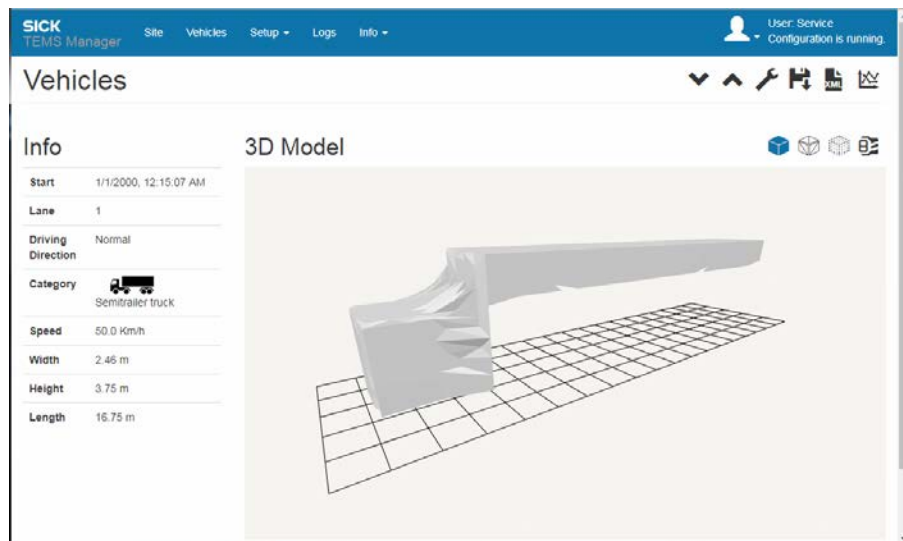 SICK
TEMS Manager
Site
Vehicles
Setup
Logs
Info
User: Service
Configuration is running.
Vehicles
XML
Info
3D Model
Start 1/1/2000, 12:15:07 AM
Lane 1
Driving Direction Normal
Category Semitrailer truck
Speed 50.0 Km/h
Width 2.46 m
Height 3.75 m
Length 16.75 m